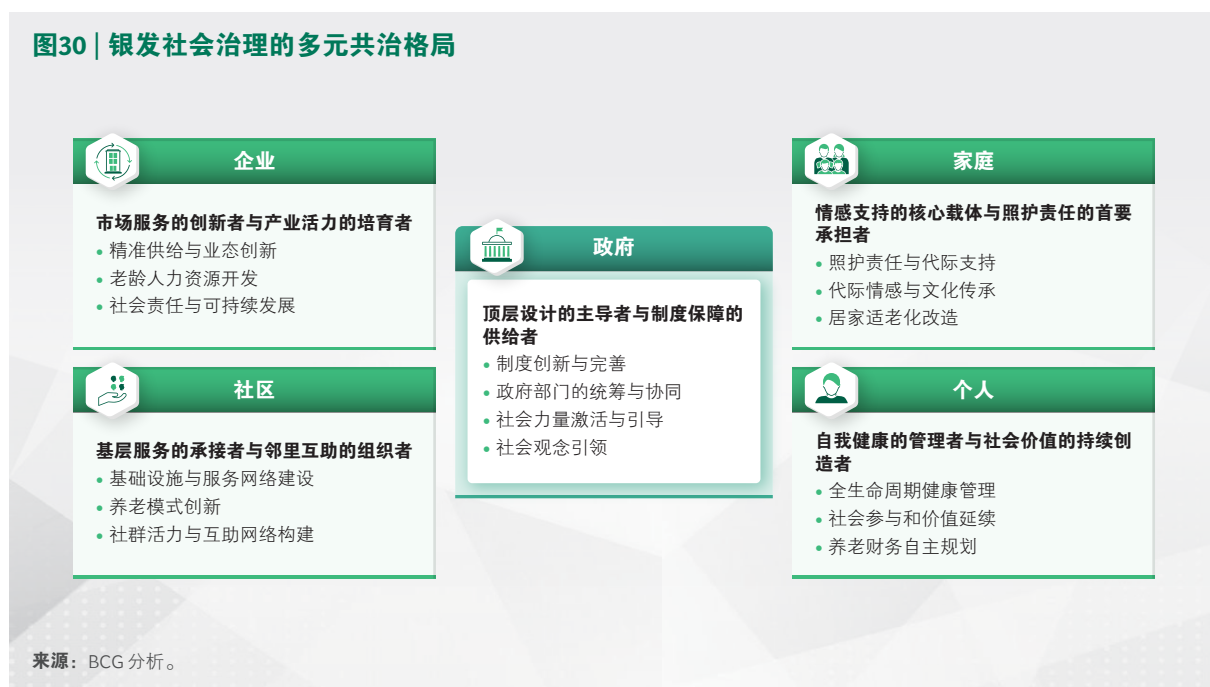 图30 | 银发社会治理的多元共治格局
企业
市场服务的创新者与产业活力的培育者
• 精准供给与业态创新
• 老龄人力资源开发
• 社会责任与可持续发展
社区
基层服务的承接者与邻里互助的组织者
• 基础设施与服务网络建设
• 养老模式创新
• 社群活力与互助网络构建
政府
顶层设计的主导者与制度保障的
供给者
• 制度创新与完善
• 政府部门的统筹与协同
• 社会力量激活与引导
• 社会观念引领
家庭
情感支持的核心载体与照护责任的首要
承担者
• 照护责任与代际支持
• 代际情感与文化传承
• 居家适老化改造
个人
自我健康的管理者与社会价值的持续创
造者
• 全生命周期健康管理
• 社会参与和价值延续
• 养老财务自主规划
来源：BCG 分析。